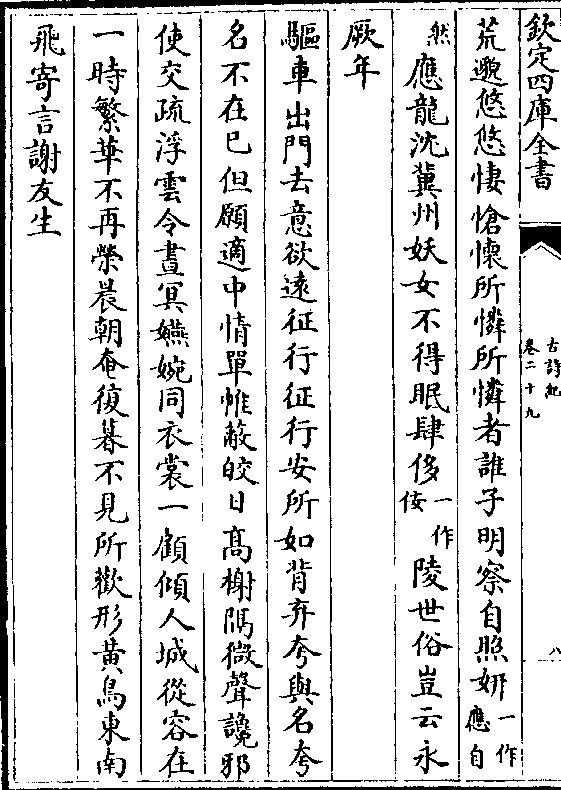 欽定四庫全書
古詩紀
卷二十九
八
荒邈悠悠悽愴懷所憐所憐者誰子明察自照妍一作應自
然應龍沈冀州妖女不得眠肆侈一作佞陵世俗豈云永
厥年
驅車出門去意欲遠征行征行安所如背弃夸與名夸
名不在已但願適中情單帷蔽皎日髙榭隔微聲讒邪
使交疏浮雲令晝冥嬿婉同衣裳一顧傾人城從容在
一時繁華不再榮晨朝奄復暮不見所歡形黄鳥東南
飛寄言謝友生